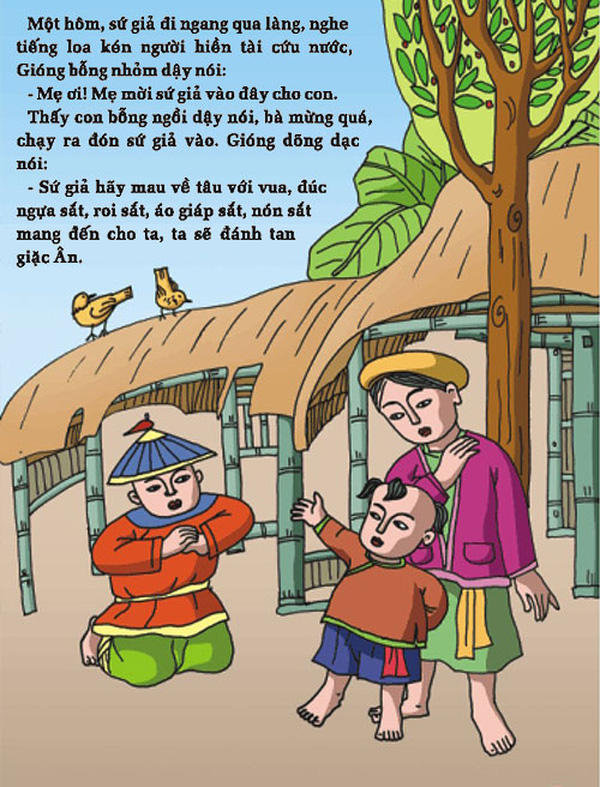 Một hôm, sứ giả đi ngang qua làng, nghe
tiếng loa kén người hiền tài cứu nước,
Gióng bỗng nhỏm dậy nói:
- Mẹ ơi! Mẹ mời sứ giả vào đây cho con.
Thấy con bỗng ngồi dậy nói, bà mừng quá,
chạy ra đón sứ giả vào. Gióng dõng dạc
nói:
- Sứ giả hãy mau về tâu với vua, đúc
ngựa sắt, roi sắt, áo giáp sắt, nón sắt
mang đến cho ta, ta sẽ đánh tan
giặc Ân.